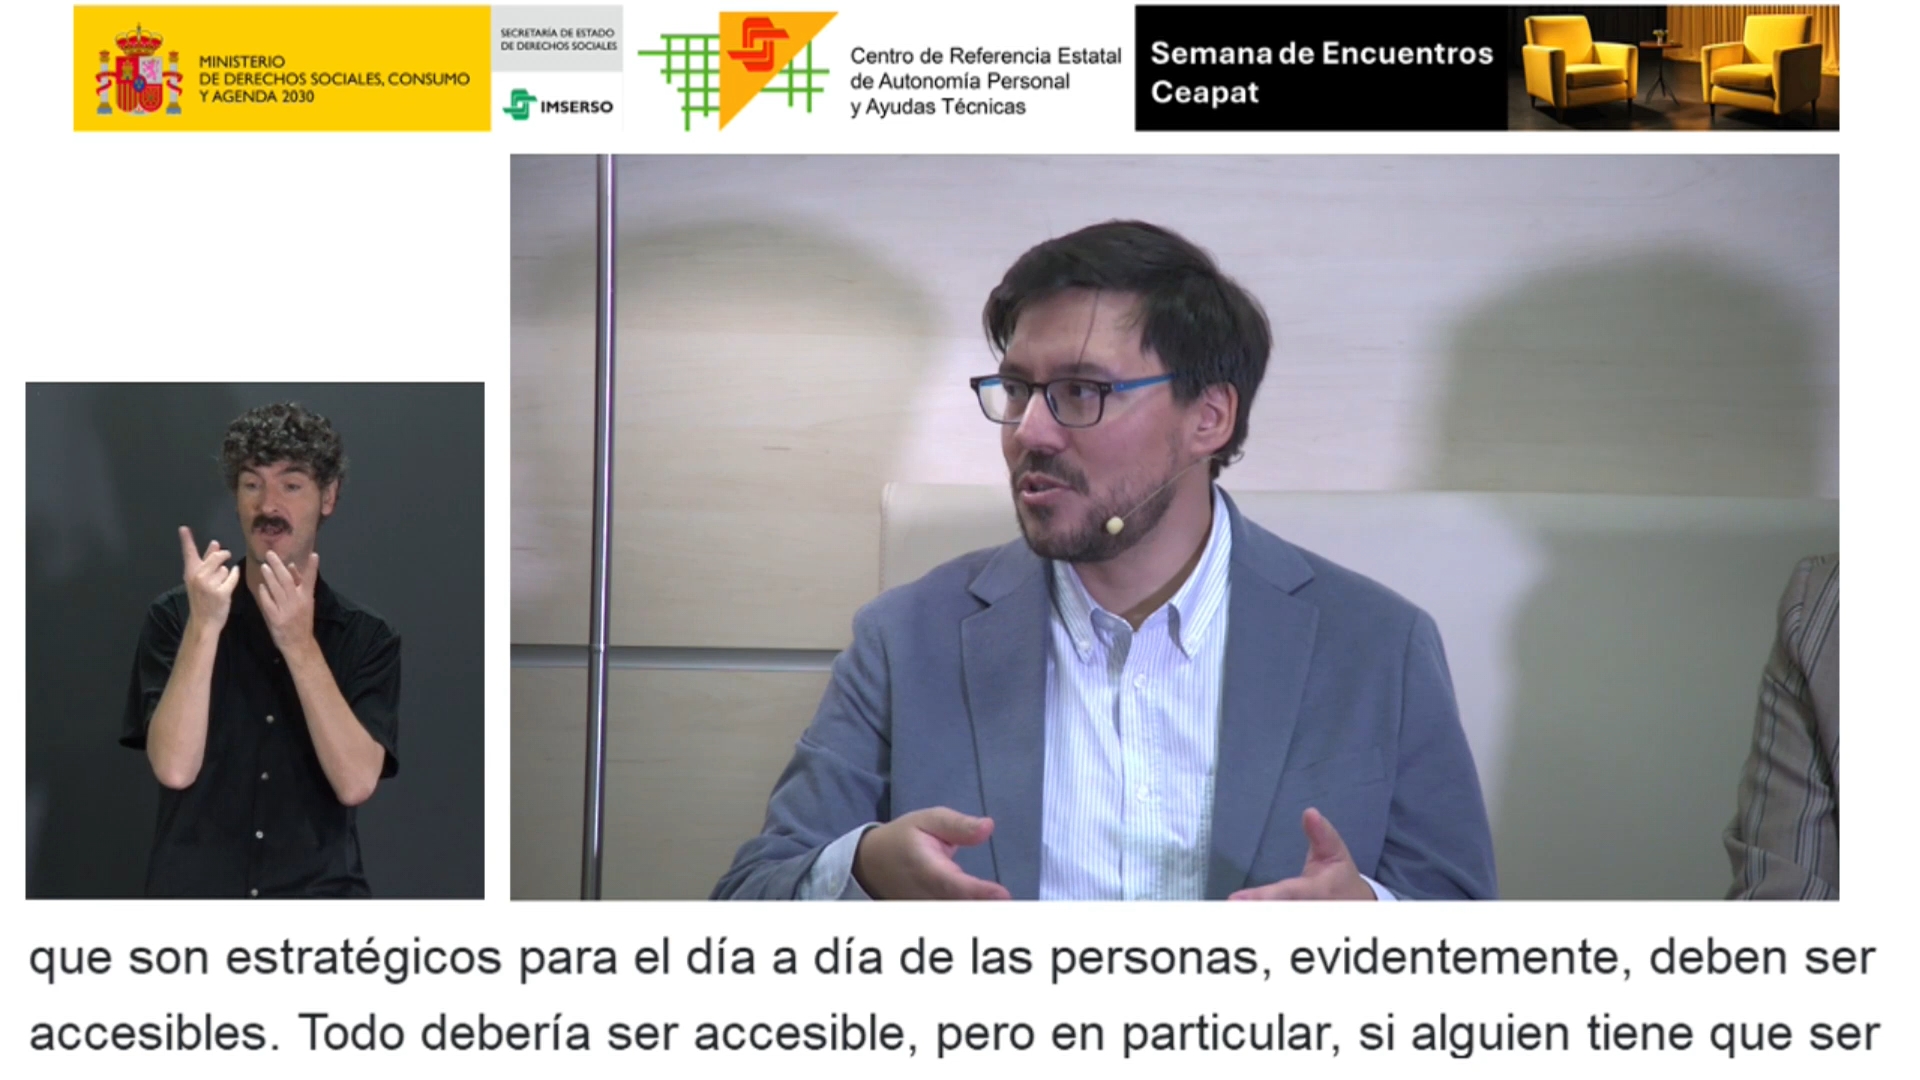 MINISTERIO
DE DERECHOS SOCIALES, CONSUMO
Y AGENDA 2030
SECRETARÍA DE ESTADO
DE DERECHOS SOCIALES
IMSERSO
Centro de Referencia Estatal
de Autonomía Personal
y Ayudas Técnicas
Semana de Encuentros
Ceapat
que son estratégicos para el día a día de las personas, evidentemente, deben ser
accesibles. Todo debería ser accesible, pero en particular, si alguien tiene que ser